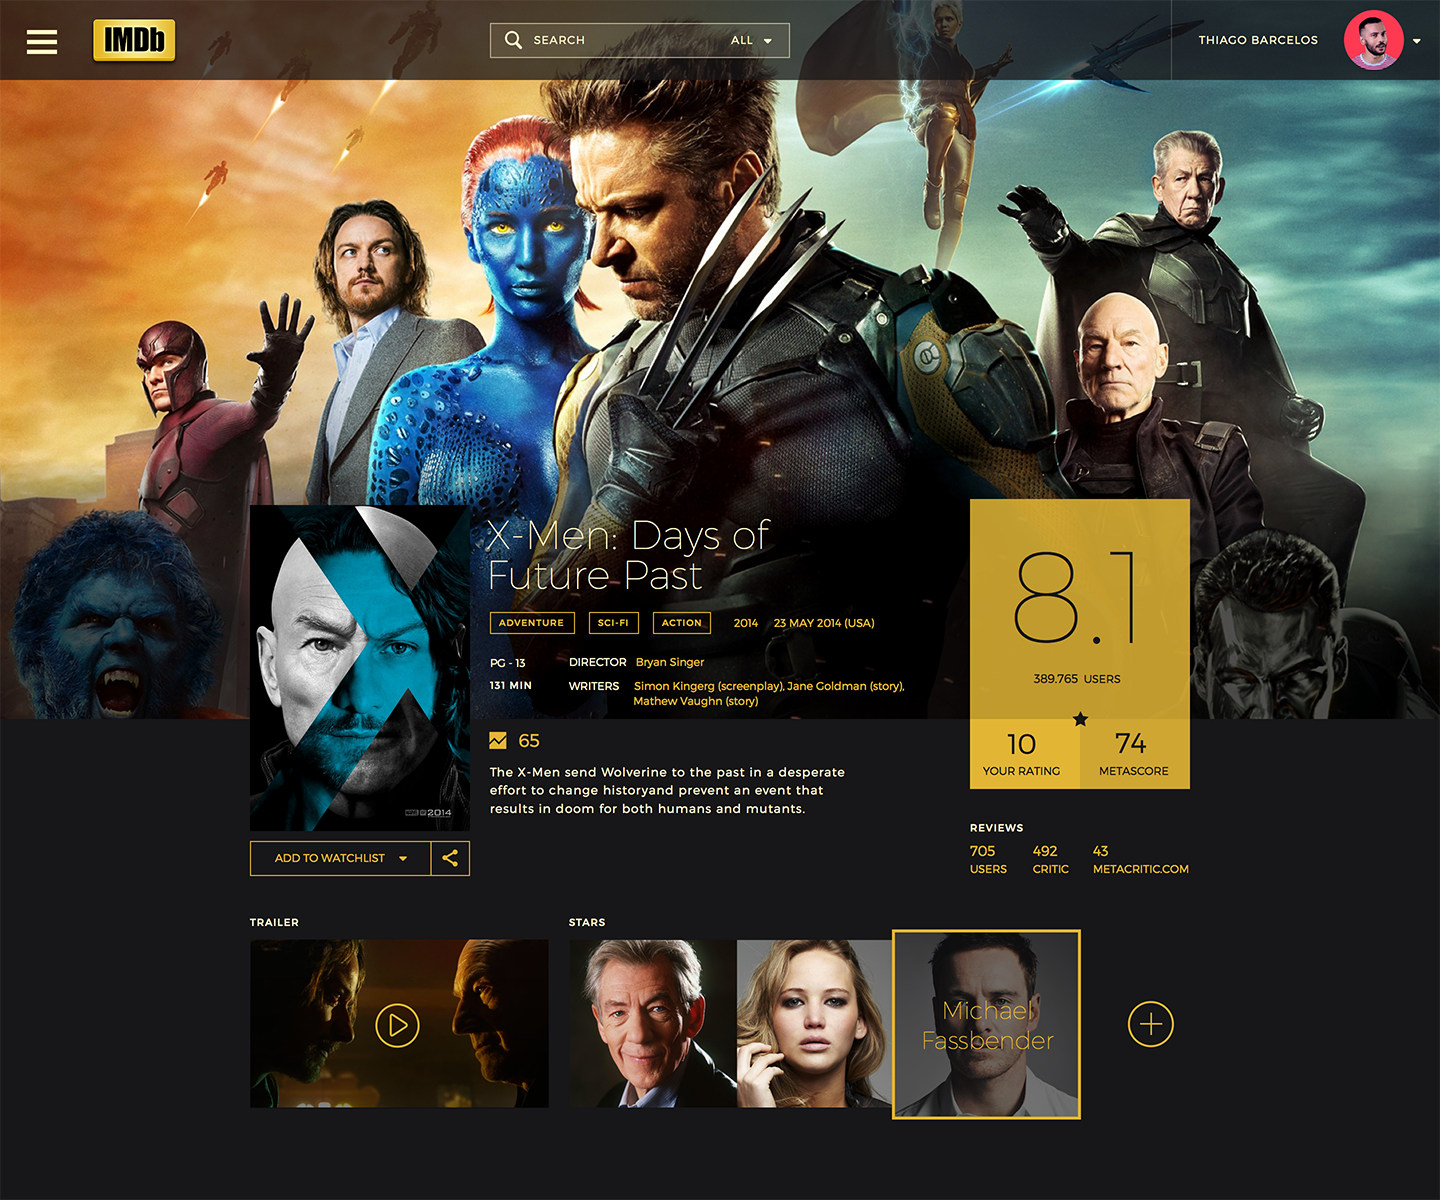 IMDb
SEARCH
ALL
THIAGO BARCELOS
X-Men: Days of
Future Past
ADVENTURE
SCI-FI
ACTION
2014
23 MAY 2014 (USA)
PG - 13
DIRECTOR Bryan Singer
131 MIN
WRITERS Simon Kingerg (screenplay), Jane Goldman (story),
Mathew Vaughn (story)
65
The X-Men send Wolverine to the past in a desperate
effort to change historyand prevent an event that
results in doom for both humans and mutants.
8.1
389.765 USERS
10
YOUR RATING
74
METASCORE
2014
ADD TO WATCHLIST
REVIEWS
705
USERS
492
CRITIC
43
METACRITIC.COM
TRAILER
STARS
Michael
Fassbender